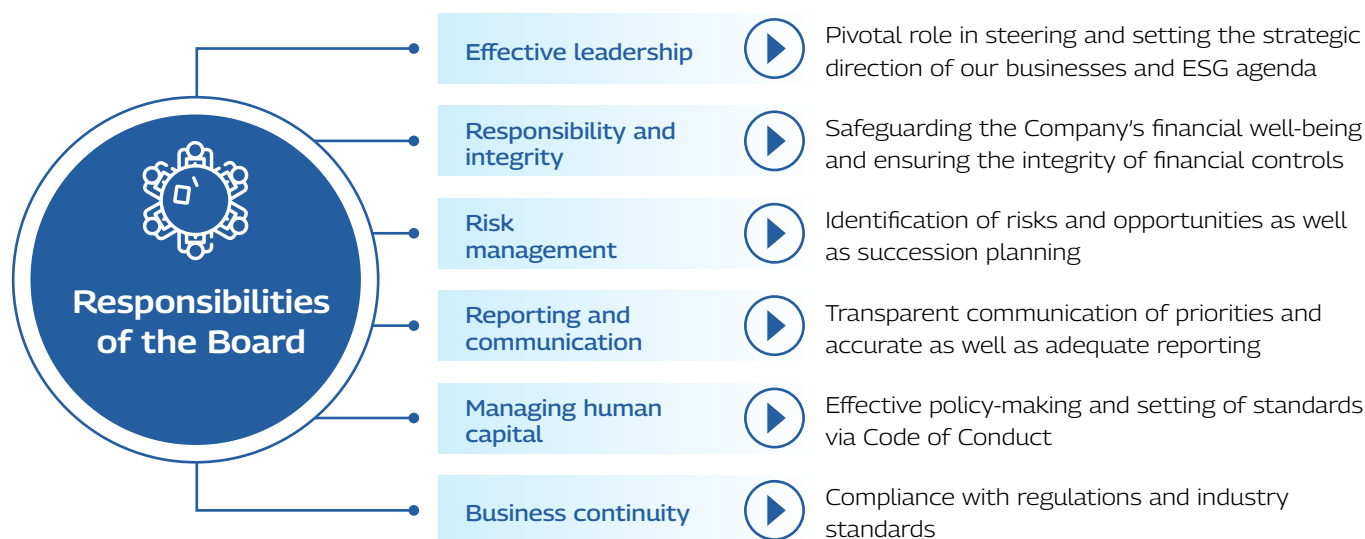 Responsibilities
of the Board
Effective leadership
Pivotal role in steering and setting the strategic
direction of our businesses and ESG agenda
Responsibility and
integrity
Safeguarding the Company's financial well-being
and ensuring the integrity of financial controls
Risk
management
Identification of risks and opportunities as well
as succession planning
Reporting and
communication
Transparent communication of priorities and
accurate as well as adequate reporting
Managing human
capital
Effective policy-making and setting of standards
via Code of Conduct
Business continuity
Compliance with regulations and industry
standards